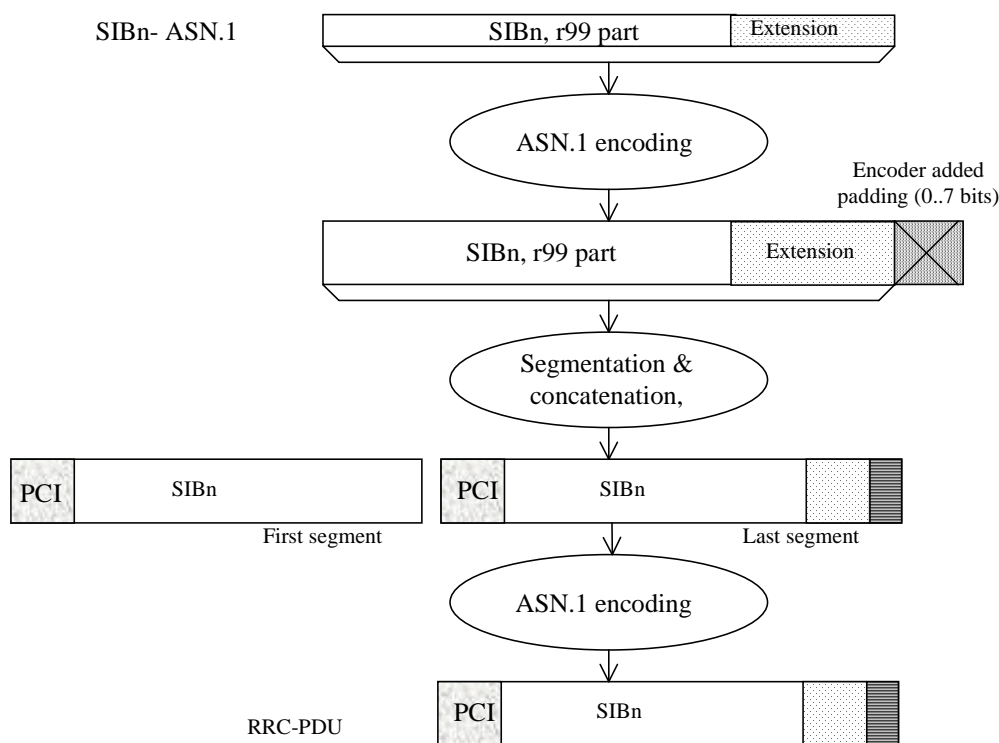 SIBn- ASN.1
SIBn, r99 part
Extension
ASN.1 encoding
Encoder added
padding (0..7 bits)
SIBn, r99 part
Extension
Segmentation &
concatenation,
PCI
SIBn
PCI
SIBn
First segment
Last segment
ASN.1 encoding
PCI
SIBn
RRC-PDU